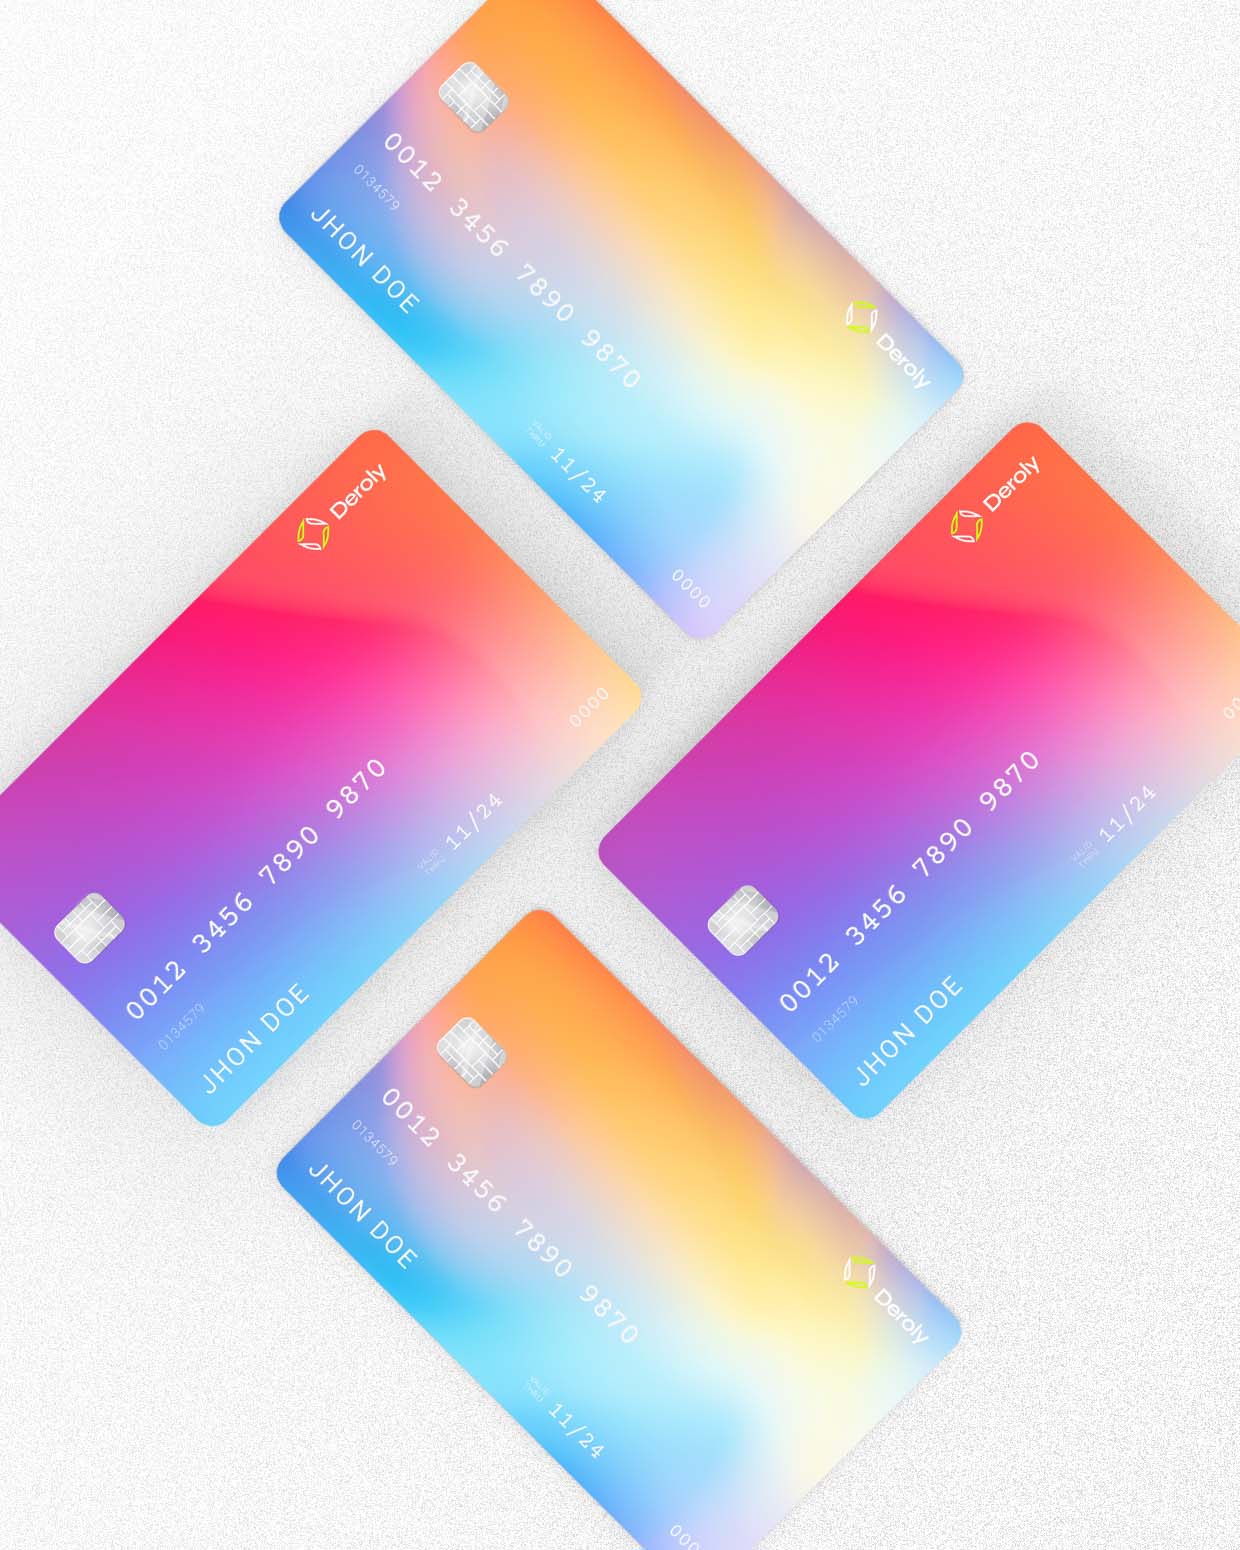 0012 3456 7890 9870
0134579
JHON DOE
VALID
THRU
11/24
0000
Deroly
Deroly
0000
0012 3456 7890 9870
VALID
THRU
11/24
0134579
JHON DOE
Deroly
00
0012 3456 7890 9870
VALID
THRU
11/24
0134579
JHON DOE
0012 3456 7890 9870
0134579
JHON DOE
VALID
THRU
11/24
000
Deroly